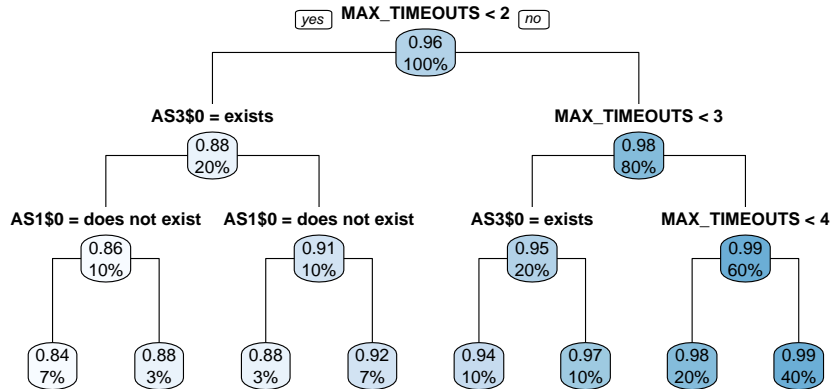 yes MAX_TIMEOUTS < 2 no
0.96
100%
AS3$0 = exists MAX_TIMEOUTS < 3
0.88 0.98
20% 80%
AS1$0 = does not exist AS1$0 = does not exist AS3$0 = exists MAX_TIMEOUTS < 4
0.86 0.91 0.95 0.99
10% 10% 20% 60%
0.84 0.88 0.88 0.92 0.94 0.97 0.98 0.99
7% 3% 3% 7% 10% 10% 20% 40%